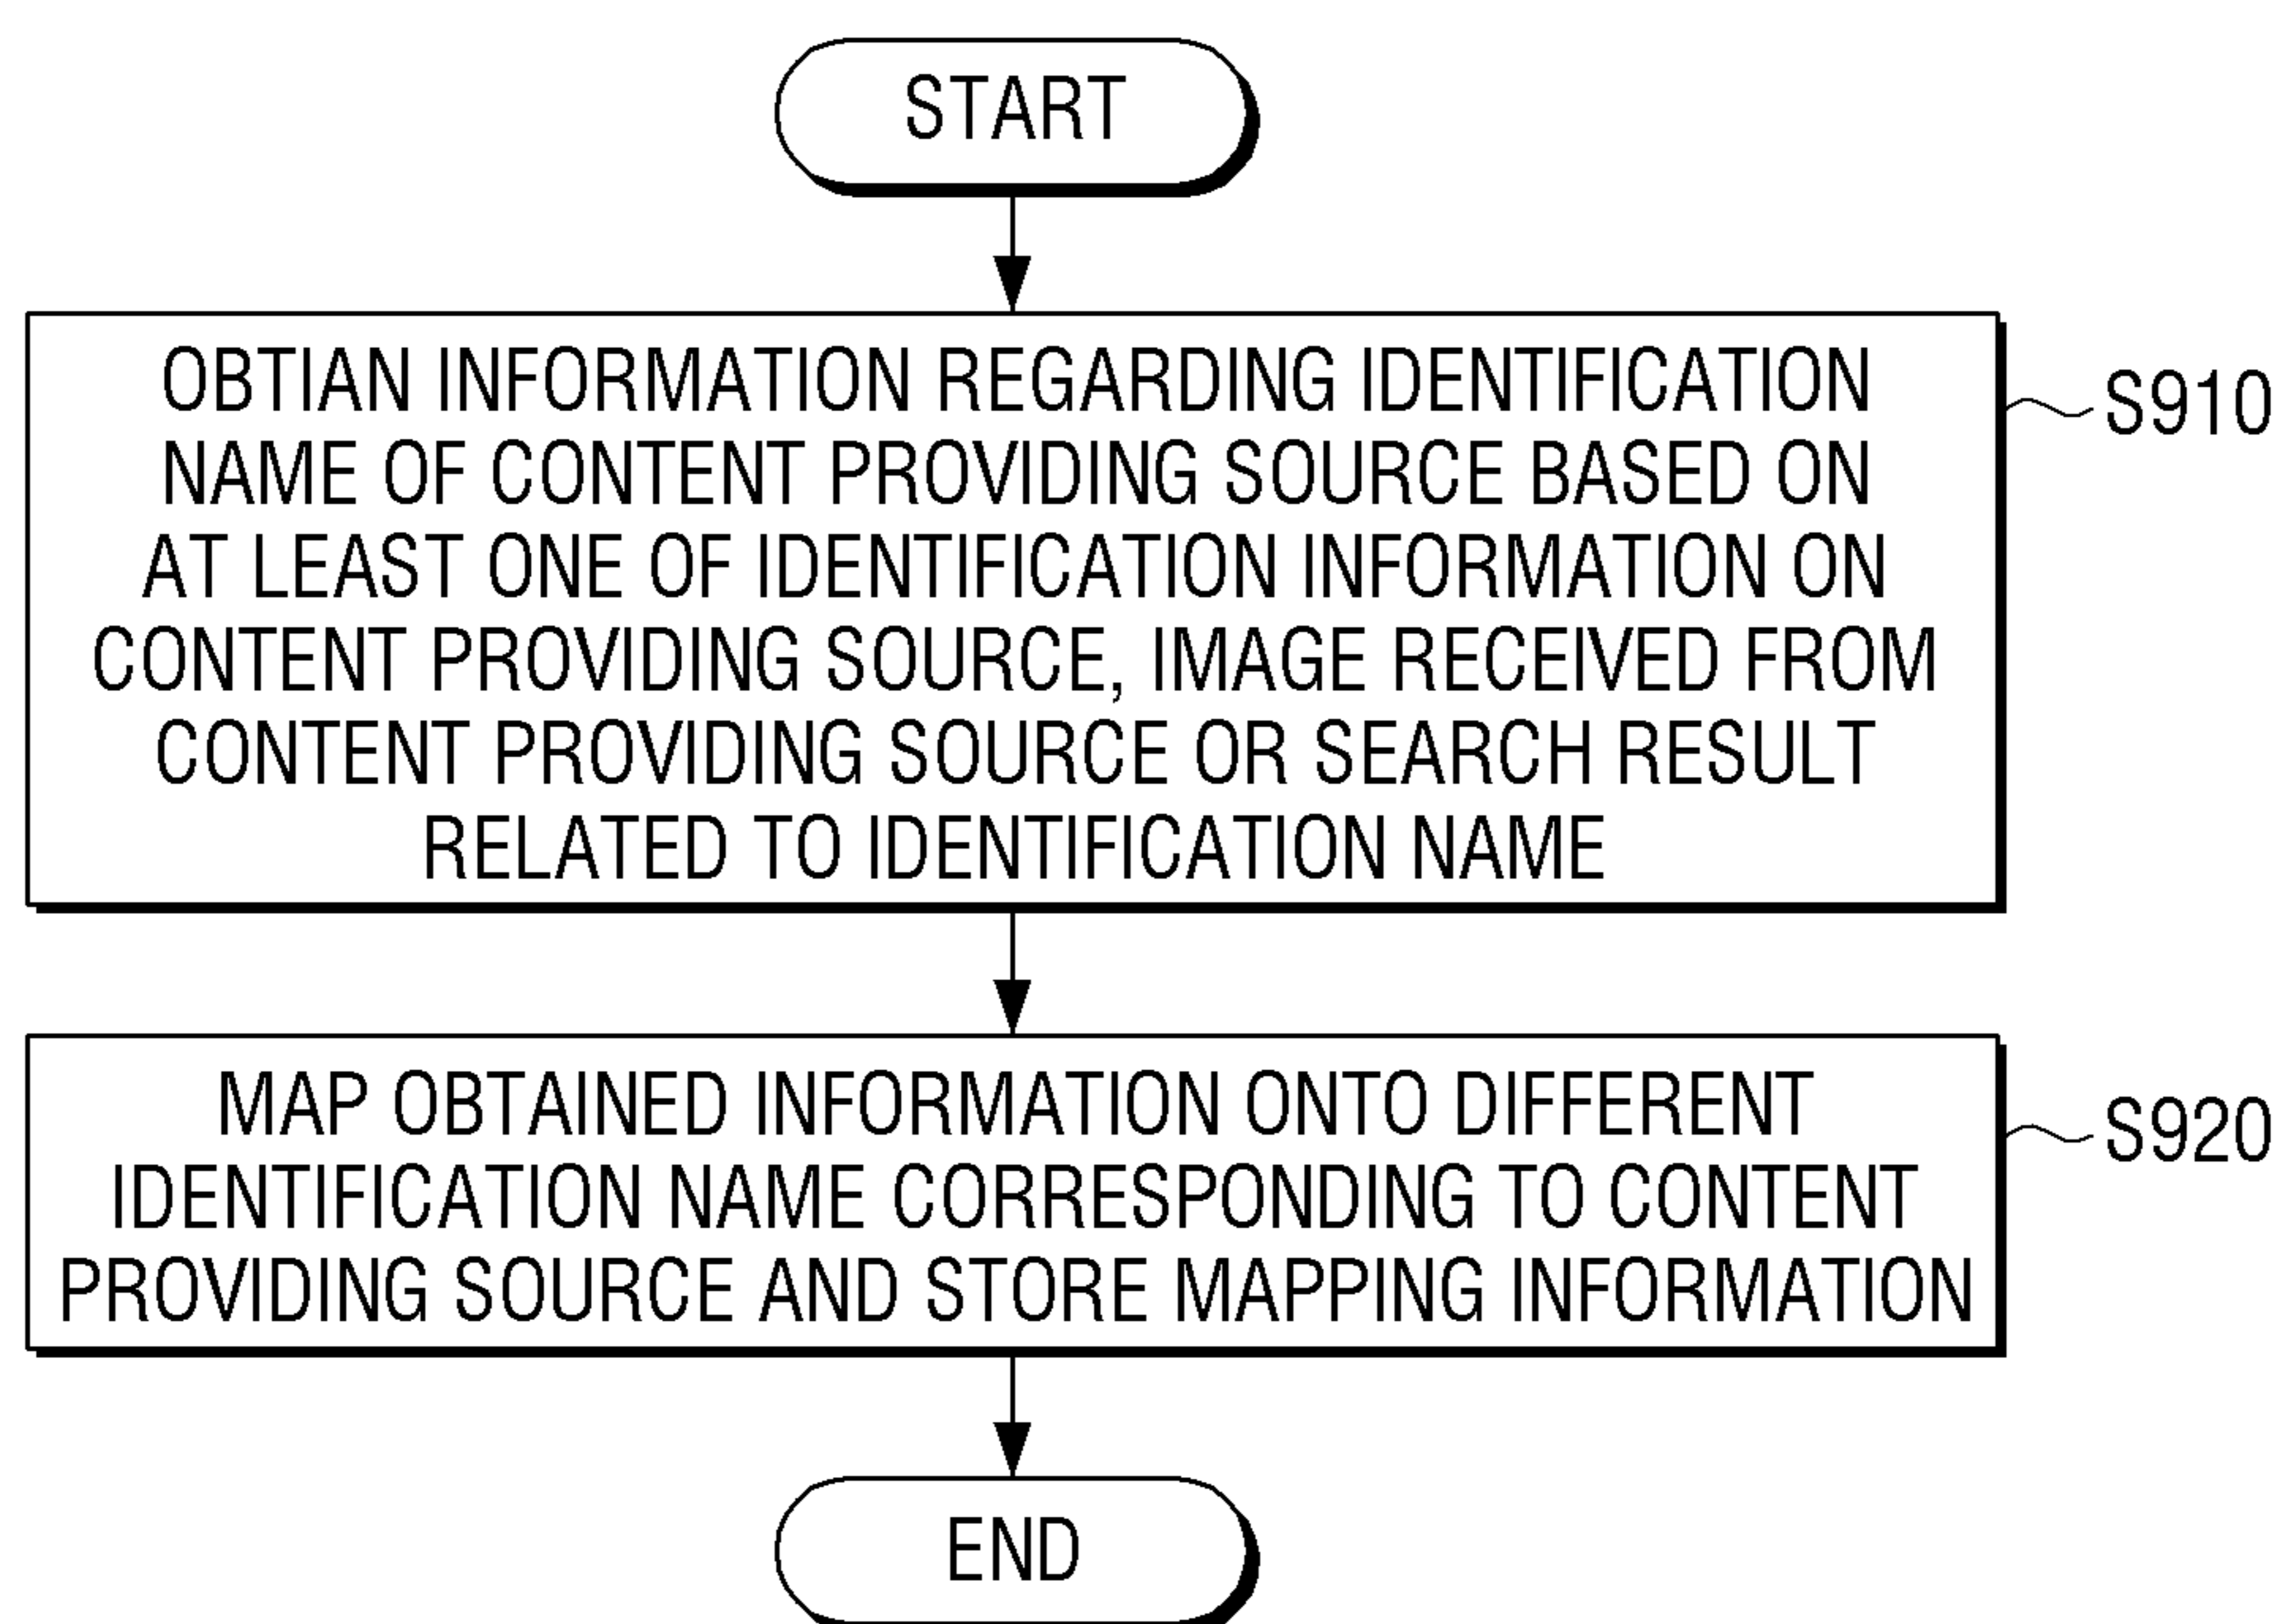 START
OBTIAN INFORMATION REGARDING IDENTIFICATION
NAME OF CONTENT PROVIDING SOURCE BASED ON
AT LEAST ONE OF IDENTIFICATION INFORMATION ON
CONTENT PROVIDING SOURCE, IMAGE RECEIVED FROM
CONTENT PROVIDING SOURCE OR SEARCH RESULT
RELATED TO IDENTIFICATION NAME
S910
MAP OBTAINED INFORMATION ONTO DIFFERENT
IDENTIFICATION NAME CORRESPONDING TO CONTENT
PROVIDING SOURCE AND STORE MAPPING INFORMATION
S920
END